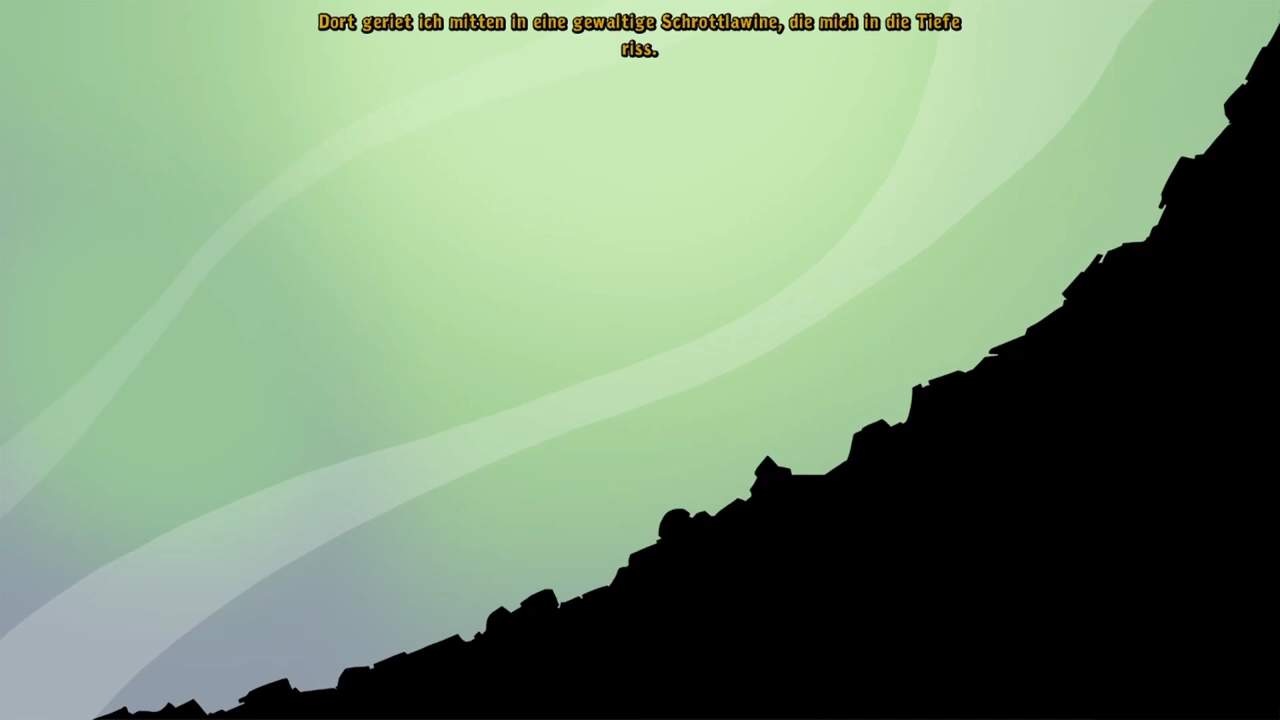 Dort geriet ich mitten in eine gewaltige Schrottlawine, die mich in die Tiefe
riss.